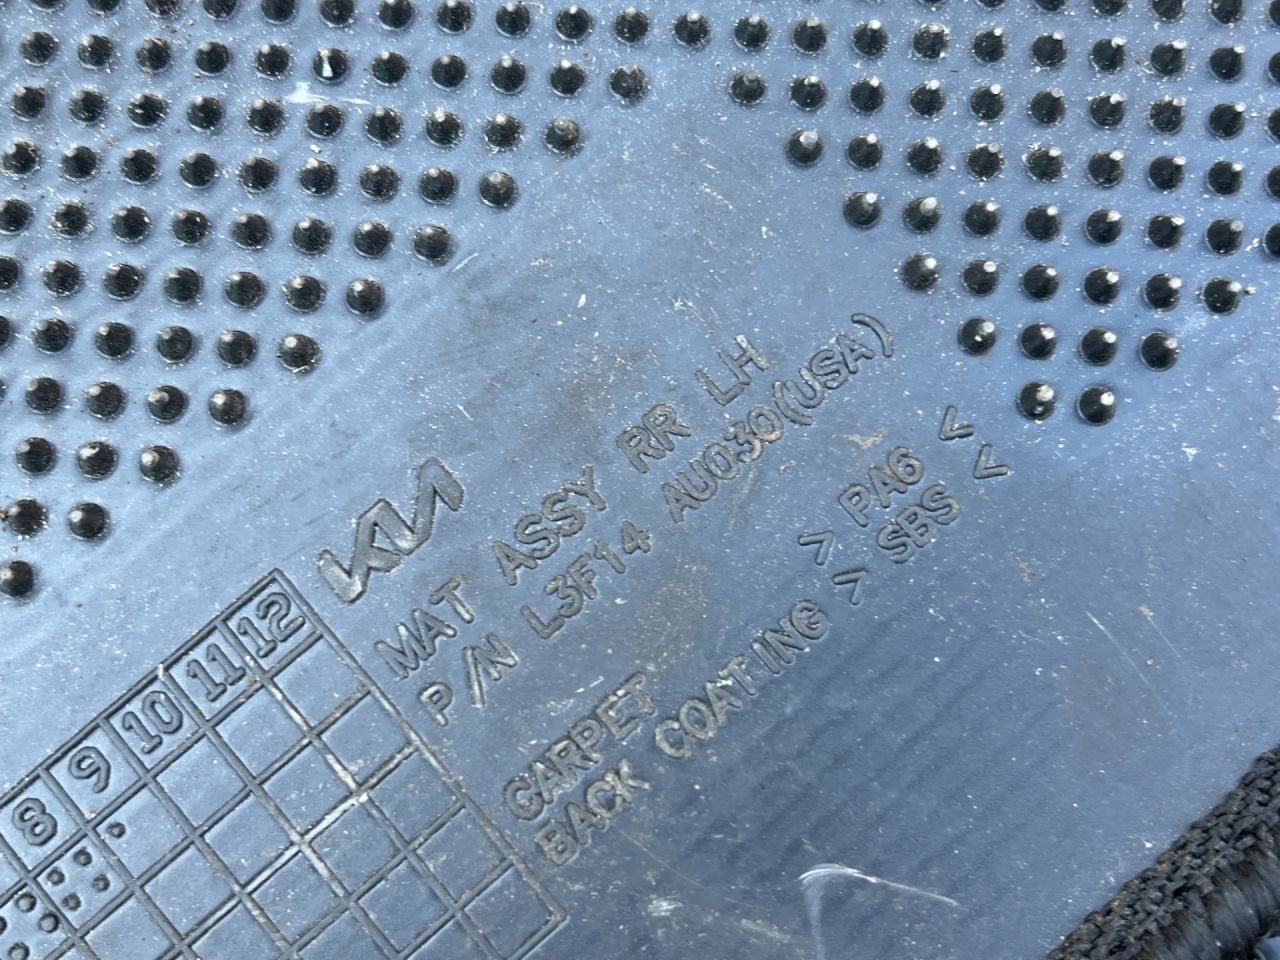 KIA
MAT ASSY RR LH
P/N L3F14 AU030(USA)
CARPET > PA6 <
BACK COATING > SBS <
8 9 10 11 12